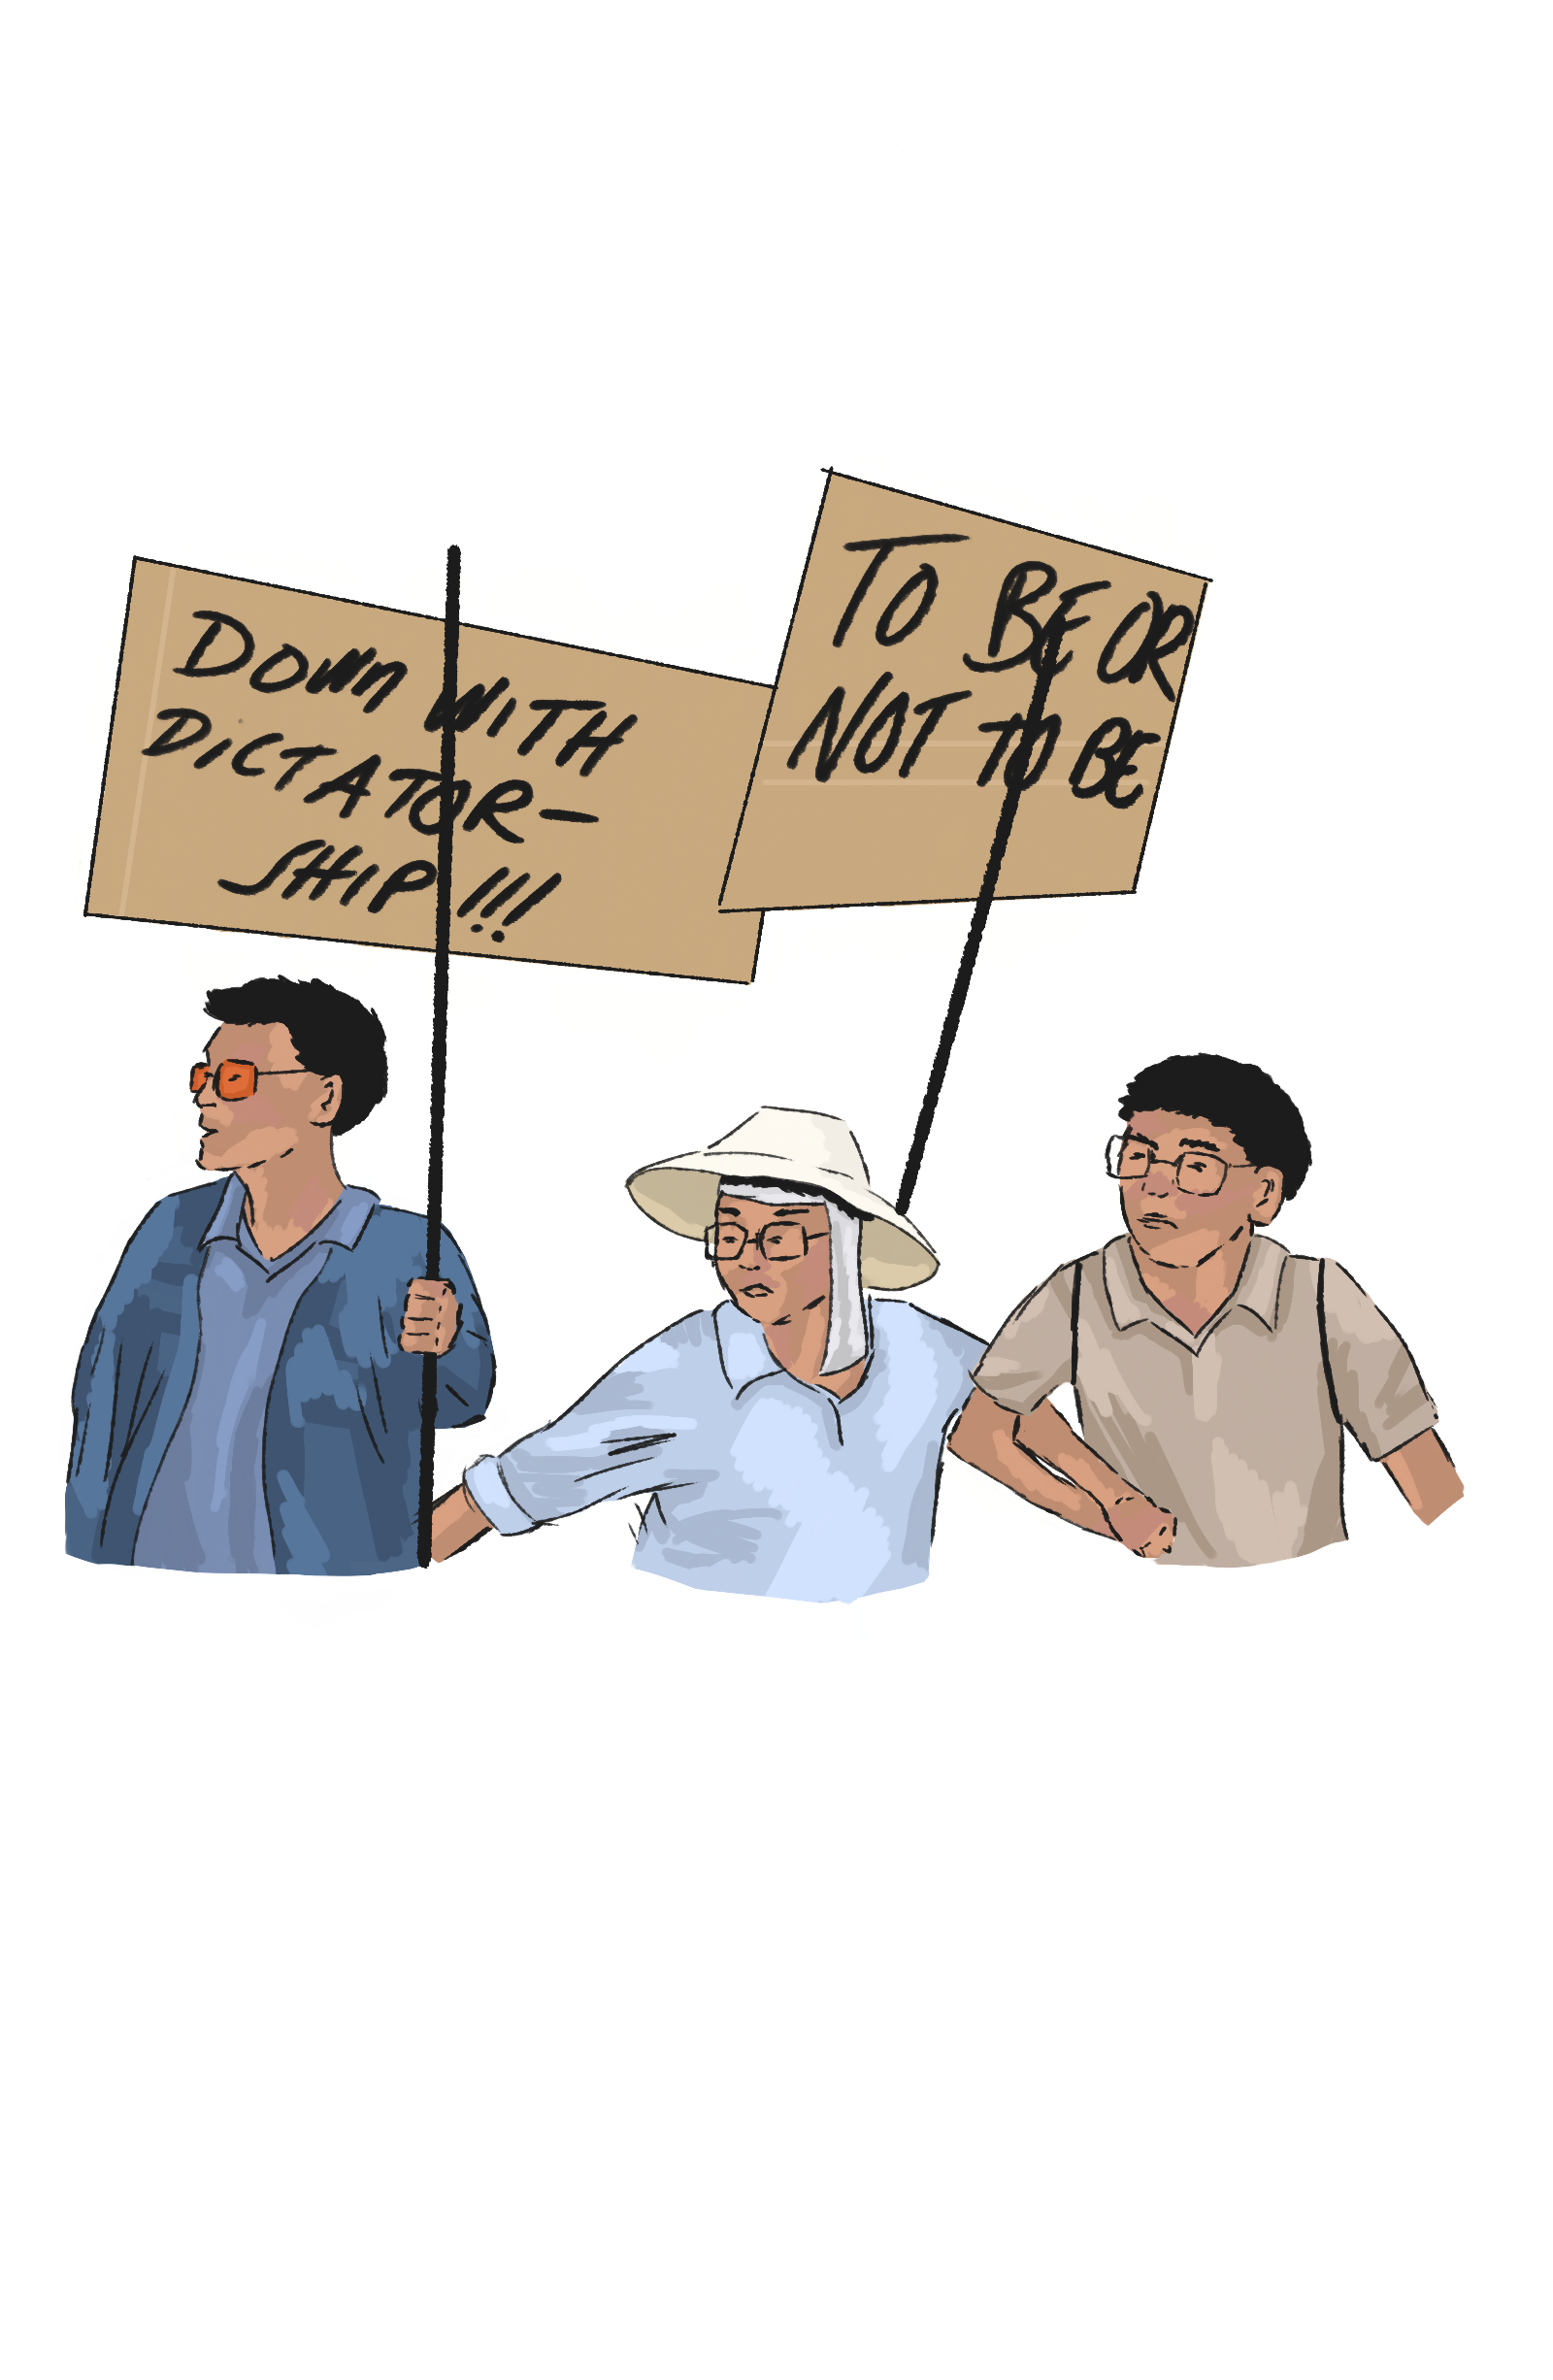 DOWN WITH
DICTATOR-
SHIP !!!
TO BE OR
NOT TO BE